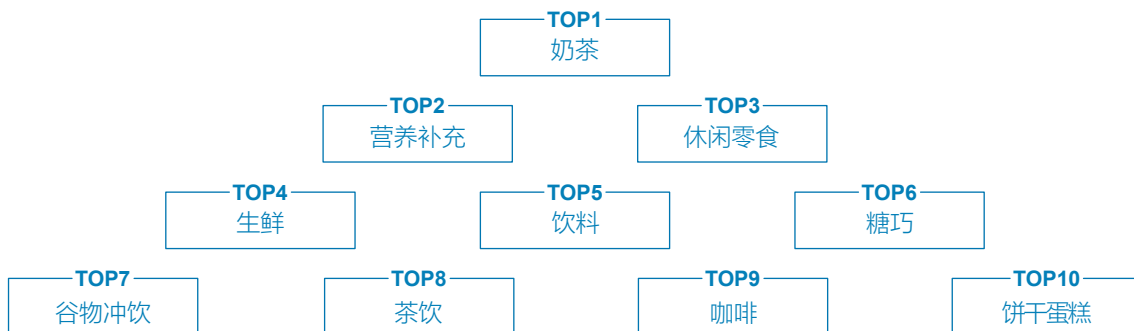 TOP1
奶茶
TOP2
营养补充
TOP3
休闲零食
TOP4
生鲜
TOP5
饮料
TOP6
糖巧
TOP7
谷物冲饮
TOP8
茶饮
TOP9
咖啡
TOP10
饼干蛋糕